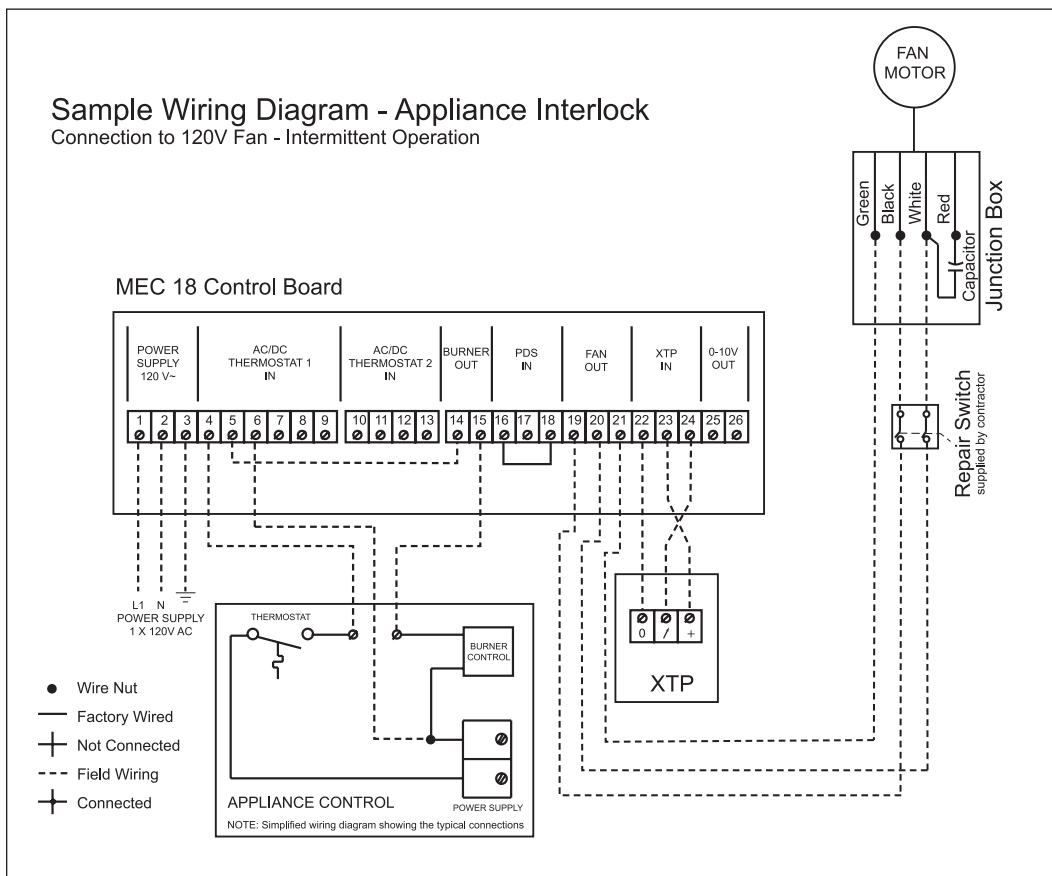 FAN
MOTOR
Sample Wiring Diagram - Appliance Interlock
Connection to 120V Fan - Intermittent Operation
Green
Black
White
Red
Capacitor
Junction Box
MEC 18 Control Board
POWER
SUPPLY
120 V~
AC/DC
THERMOSTAT 1
IN
AC/DC
THERMOSTAT 2
IN
BURNER
OUT
PDS
IN
FAN
OUT
XTP
IN
0-10V
OUT
1 2 3 4 5 6 7 8 9 10 11 12 13 14 15 16 17 18 19 20 21 22 23 24 25 26
Repair Switch
supplied by contractor
L1 N
POWER SUPPLY
1 X 120V AC
THERMOSTAT
BURNER
CONTROL
0 / +
XTP
Wire Nut
Factory Wired
Not Connected
Field Wiring
Connected
APPLIANCE CONTROL
POWER SUPPLY
NOTE: Simplified wiring diagram showing the typical connections